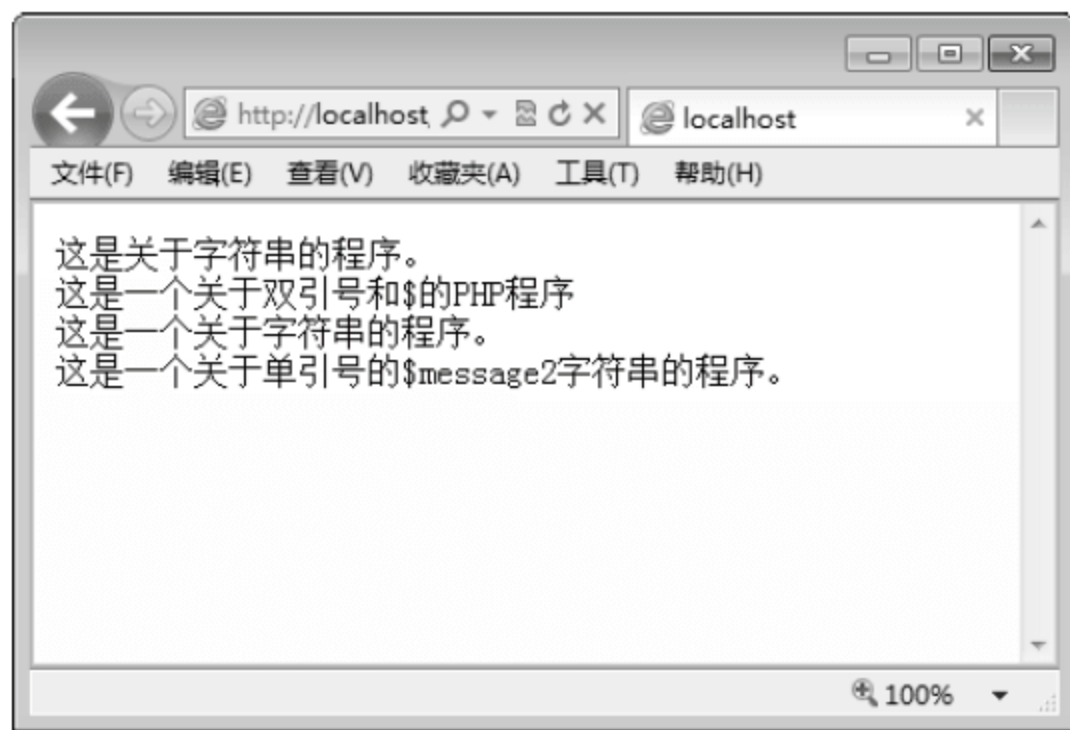 http://localhost
localhost
文件(F) 编辑(E) 查看(V) 收藏夹(A) 工具(T) 帮助(H)
这是关于字符串的程序。
这是一个关于双引号和$的PHP程序
这是一个关于字符串的程序。
这是一个关于单引号的$message2字符串的程序。
100%